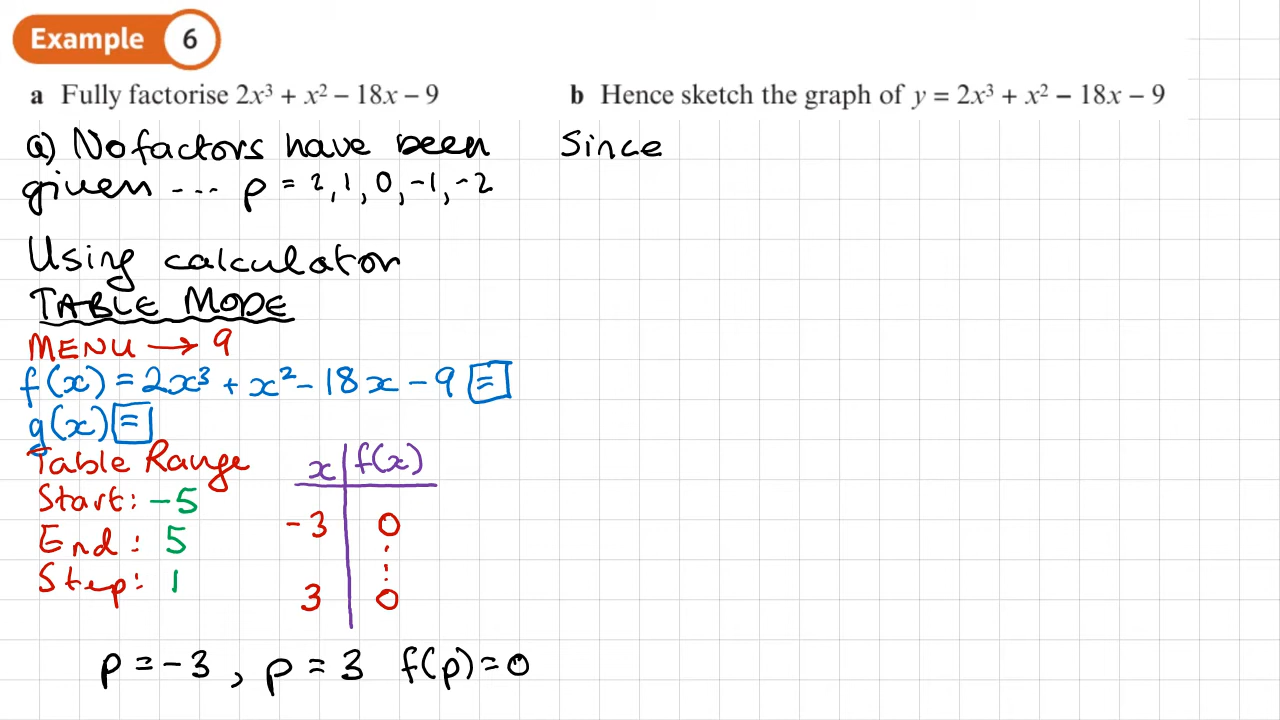 Example 6
a Fully factorise 2x³ + x² – 18x – 9
b Hence sketch the graph of y = 2x³ + x² – 18x – 9
a) No factors have been
given --- p = 2, 1, 0, -1, -2
Using calculator
TABLE MODE
MENU → 9
f(x) = 2x³ + x² - 18x - 9 =
g(x) =
Table Range
Start: -5
End: 5
Step: 1
x f(x)
-3 0
3 0
p = -3, p = 3 f(p) = 0
Since